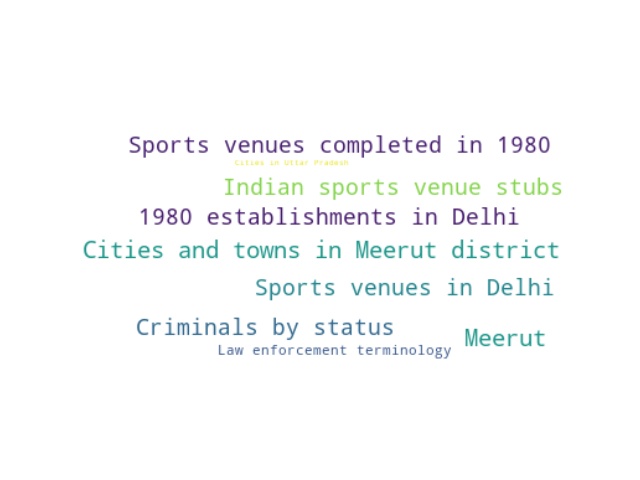 Sports venues completed in 1980
Cities in Uttar Pradesh
Indian sports venue stubs
1980 establishments in Delhi
Cities and towns in Meerut district
Sports venues in Delhi
Criminals by status
Meerut
Law enforcement terminology